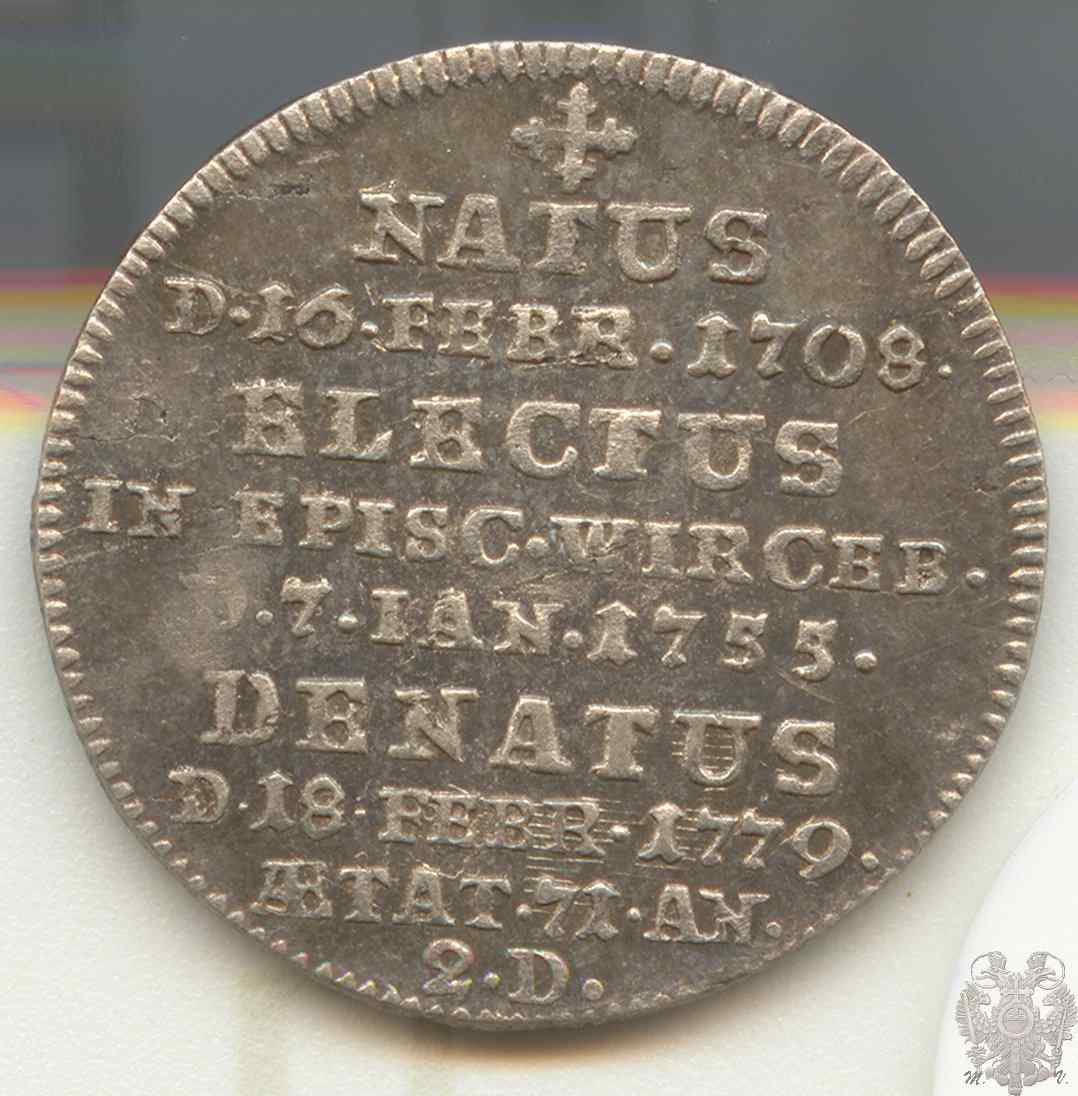 NATUS
D·16·FEBR·1708·
ELECTUS
IN EPISC·WIRCEB·
D·7·IAN·1755·
DENATUS
D·18·FEBR·1779·
ÆTAT·71·AN·
2·D·
M. V.